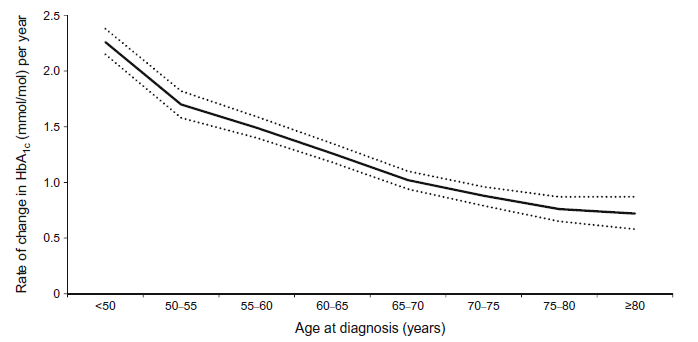 Rate of change in HbA1c (mmol/mol) per year
2.5
2.0
1.5
1.0
0.5
0
<50 50–55 55–60 60–65 65–70 70–75 75–80 ≥80
Age at diagnosis (years)